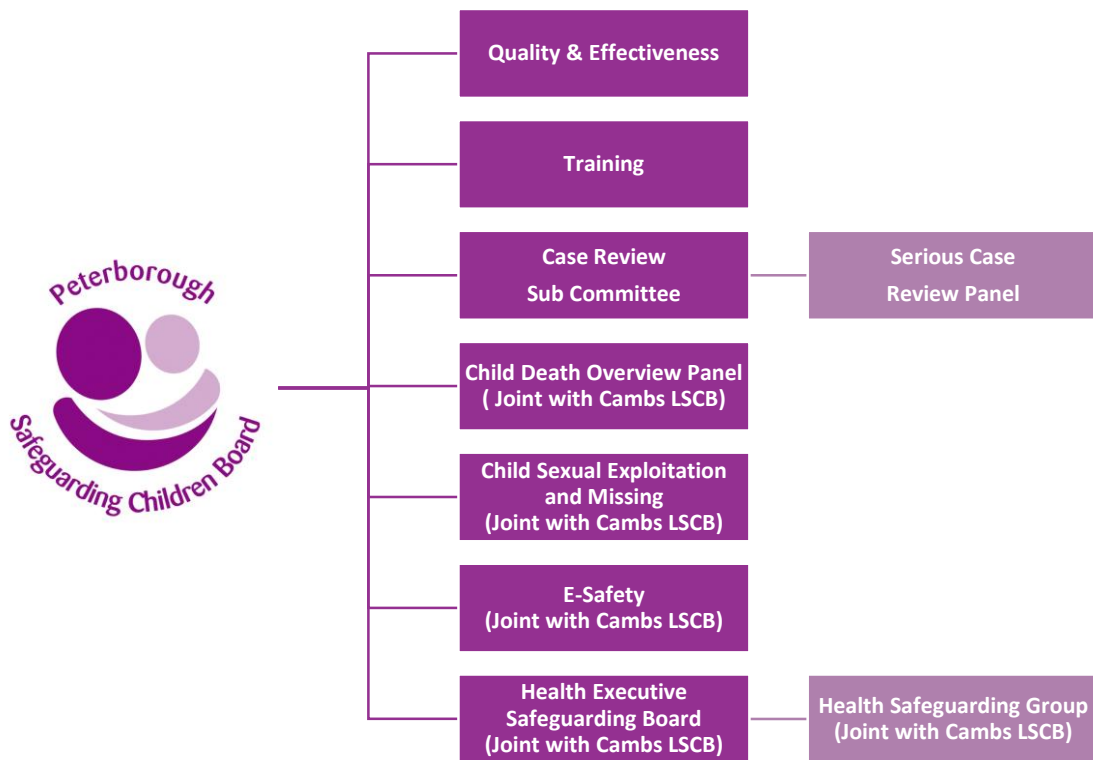 Peterborough
Safeguarding Children Board
Quality & Effectiveness
Training
Case Review
Sub Committee
Serious Case
Review Panel
Child Death Overview Panel
( Joint with Cambs LSCB)
Child Sexual Exploitation
and Missing
(Joint with Cambs LSCB)
E-Safety
(Joint with Cambs LSCB)
Health Executive
Safeguarding Board
(Joint with Cambs LSCB)
Health Safeguarding Group
(Joint with Cambs LSCB)